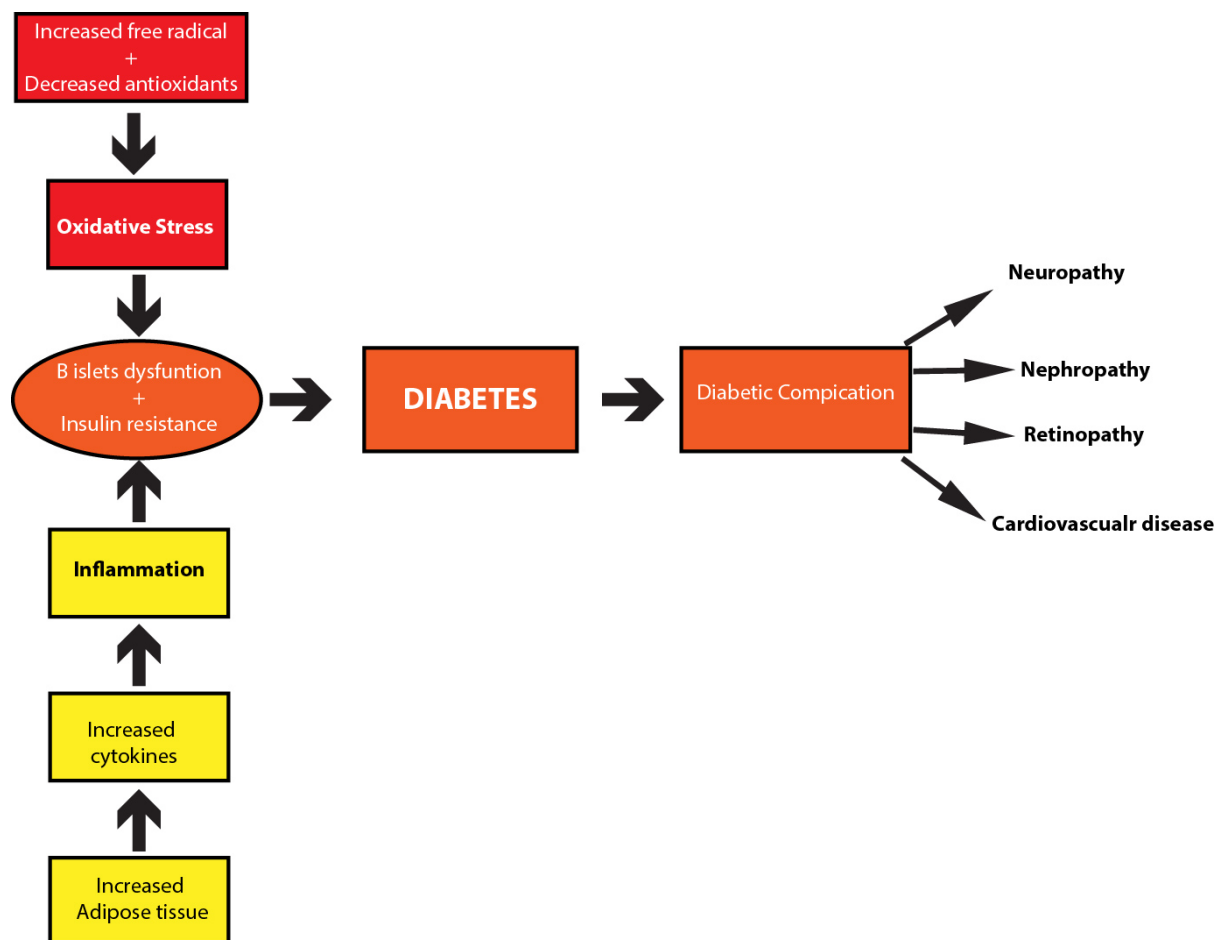 Increased free radical
+
Decreased antioxidants
Oxidative Stress
B islets dysfuntion
+
Insulin resistance
DIABETES
Diabetic Compication
Neuropathy
Nephropathy
Retinopathy
Cardiovascualr disease
Inflammation
Increased
cytokines
Increased
Adipose tissue